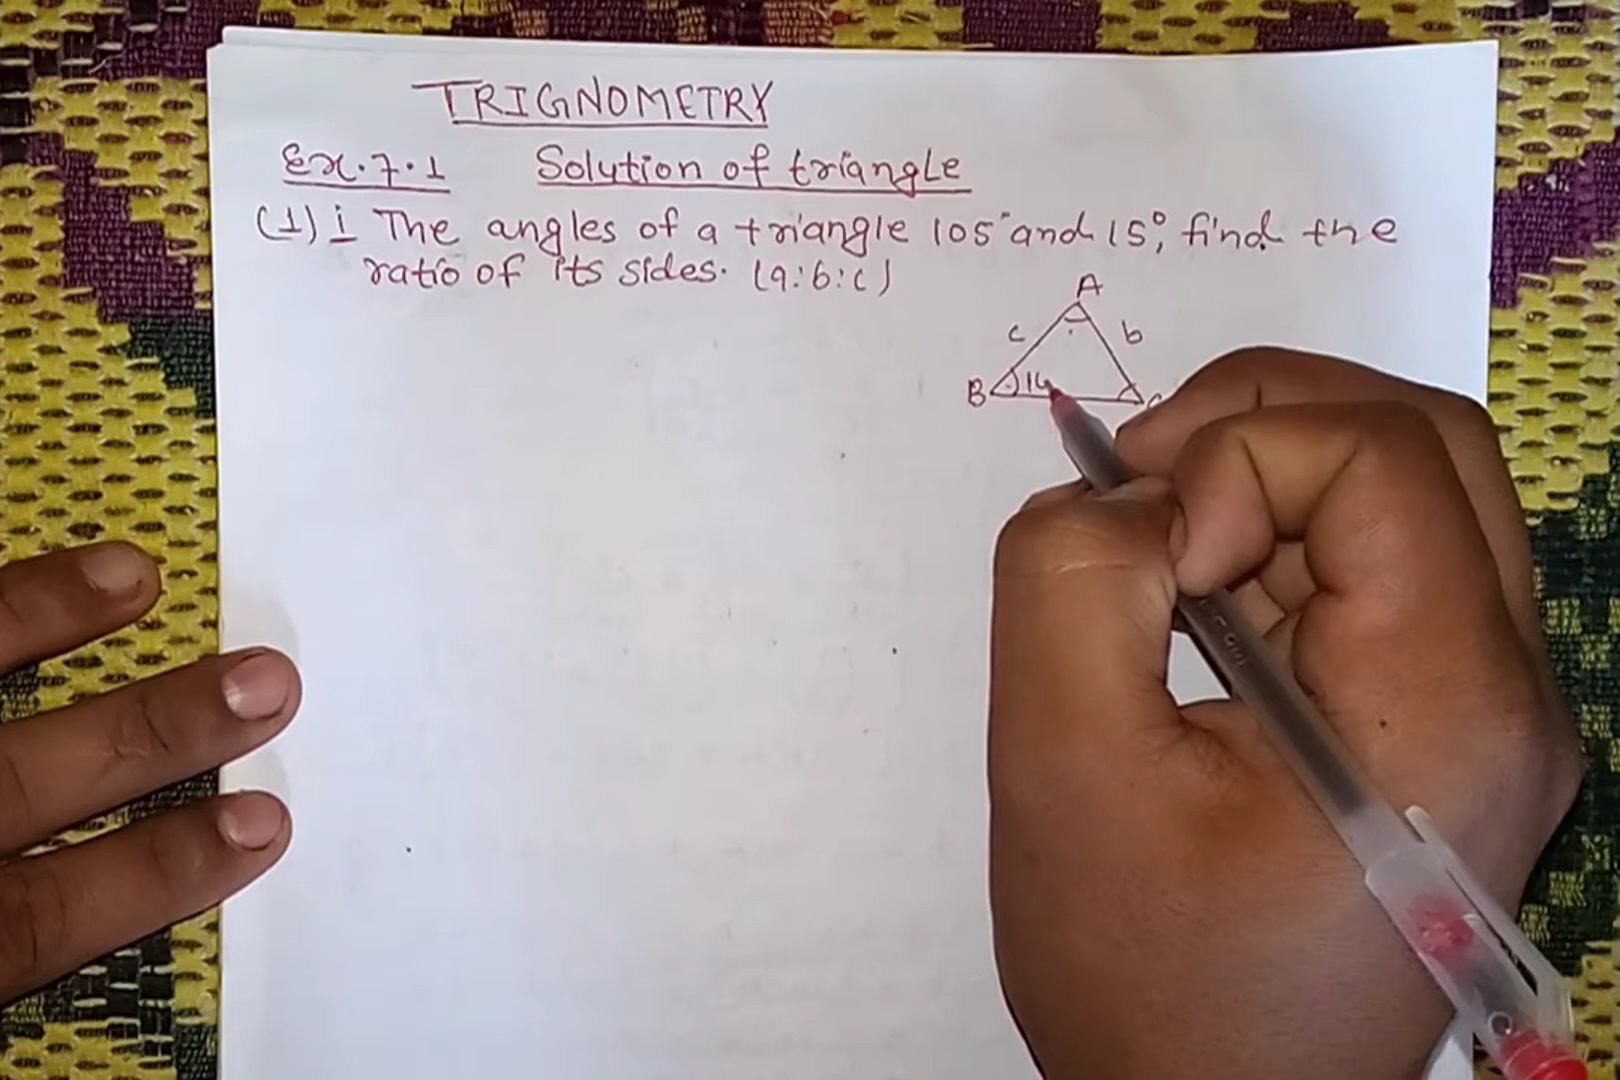 TRIGNOMETRY
Ex.7.1 Solution of triangle
(1) i The angles of a triangle 105° and 15°, find the
ratio of its sides. (a:b:c)
A
c b
B